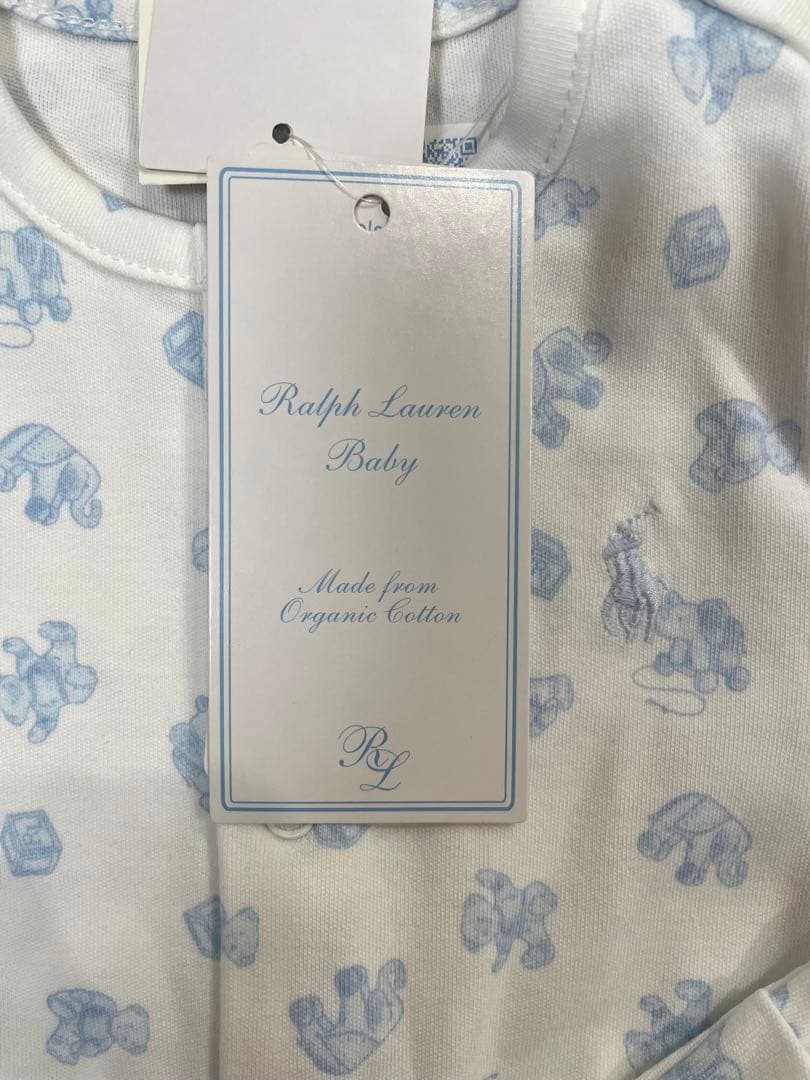 Ralph Lauren
Baby
Made from
Organic Cotton
RL